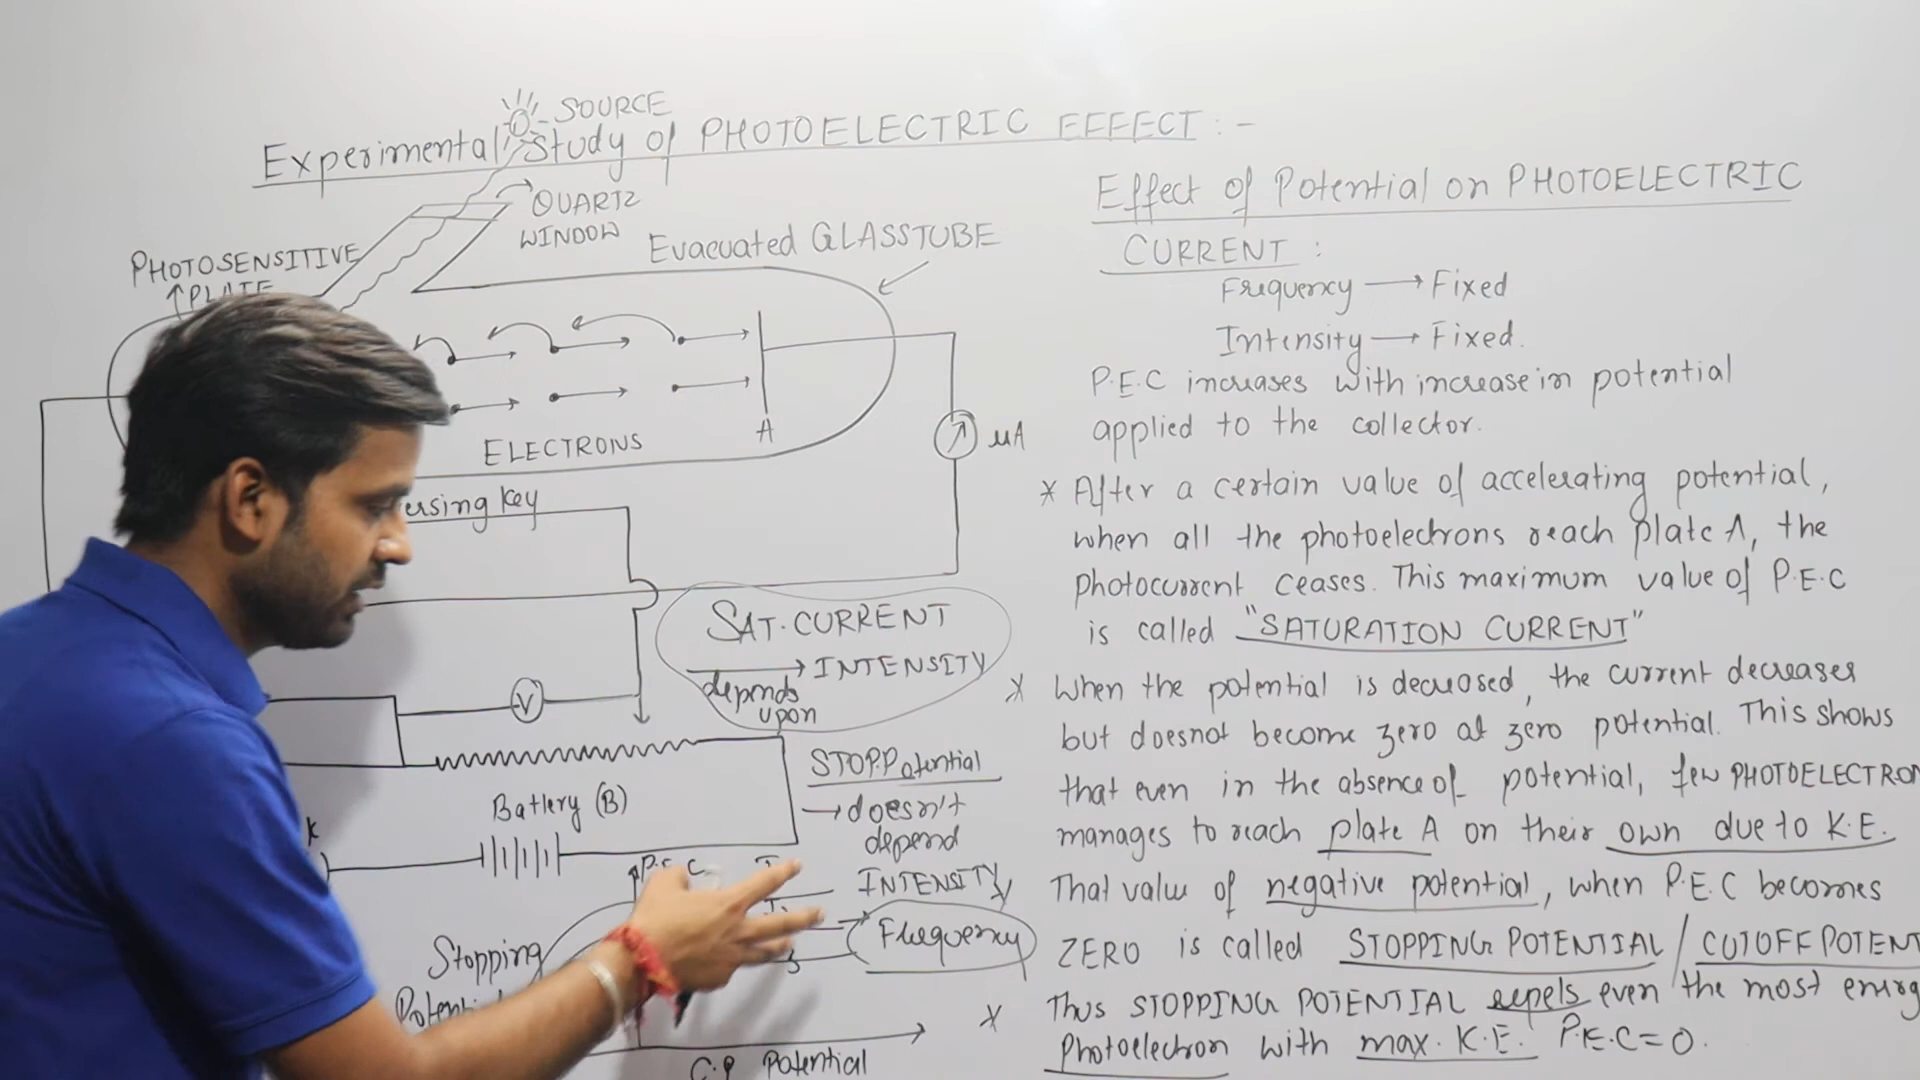 SOURCE
Experimental Study of PHOTOELECTRIC EFFECT :-
QUARTZ
WINDOW
PHOTOSENSITIVE
PLATE
Evacuated GLASSTUBE
A
ELECTRONS
µA
ersing Key
SAT. CURRENT
depends
upon
INTENSITY
V
STOP.Potential
doesn't
depend
INTENSITY
Frequency
Battery (B)
K
P.E.C
Stopping
C.P Potential
Effect of Potential on PHOTOELECTRIC
CURRENT :
Frequency → Fixed
Intensity → Fixed.
P.E.C increases with increase in potential
applied to the collector.
* After a certain value of accelerating potential,
when all the photoelectrons reach plate A, the
photocurrent ceases. This maximum value of P.E.C
is called "SATURATION CURRENT"
* When the potential is decreased, the current decreases
but doesnot become zero at zero potential. This shows
that even in the absence of potential, few PHOTOELECTRON
manages to reach plate A on their own due to K.E.
That value of negative potential, when P.E.C becomes
ZERO is called STOPPING POTENTIAL / CUTOFF POTENT
* Thus STOPPING POTENTIAL repels even the most energ
Photoelectron with max. K.E. P.E.C = 0.